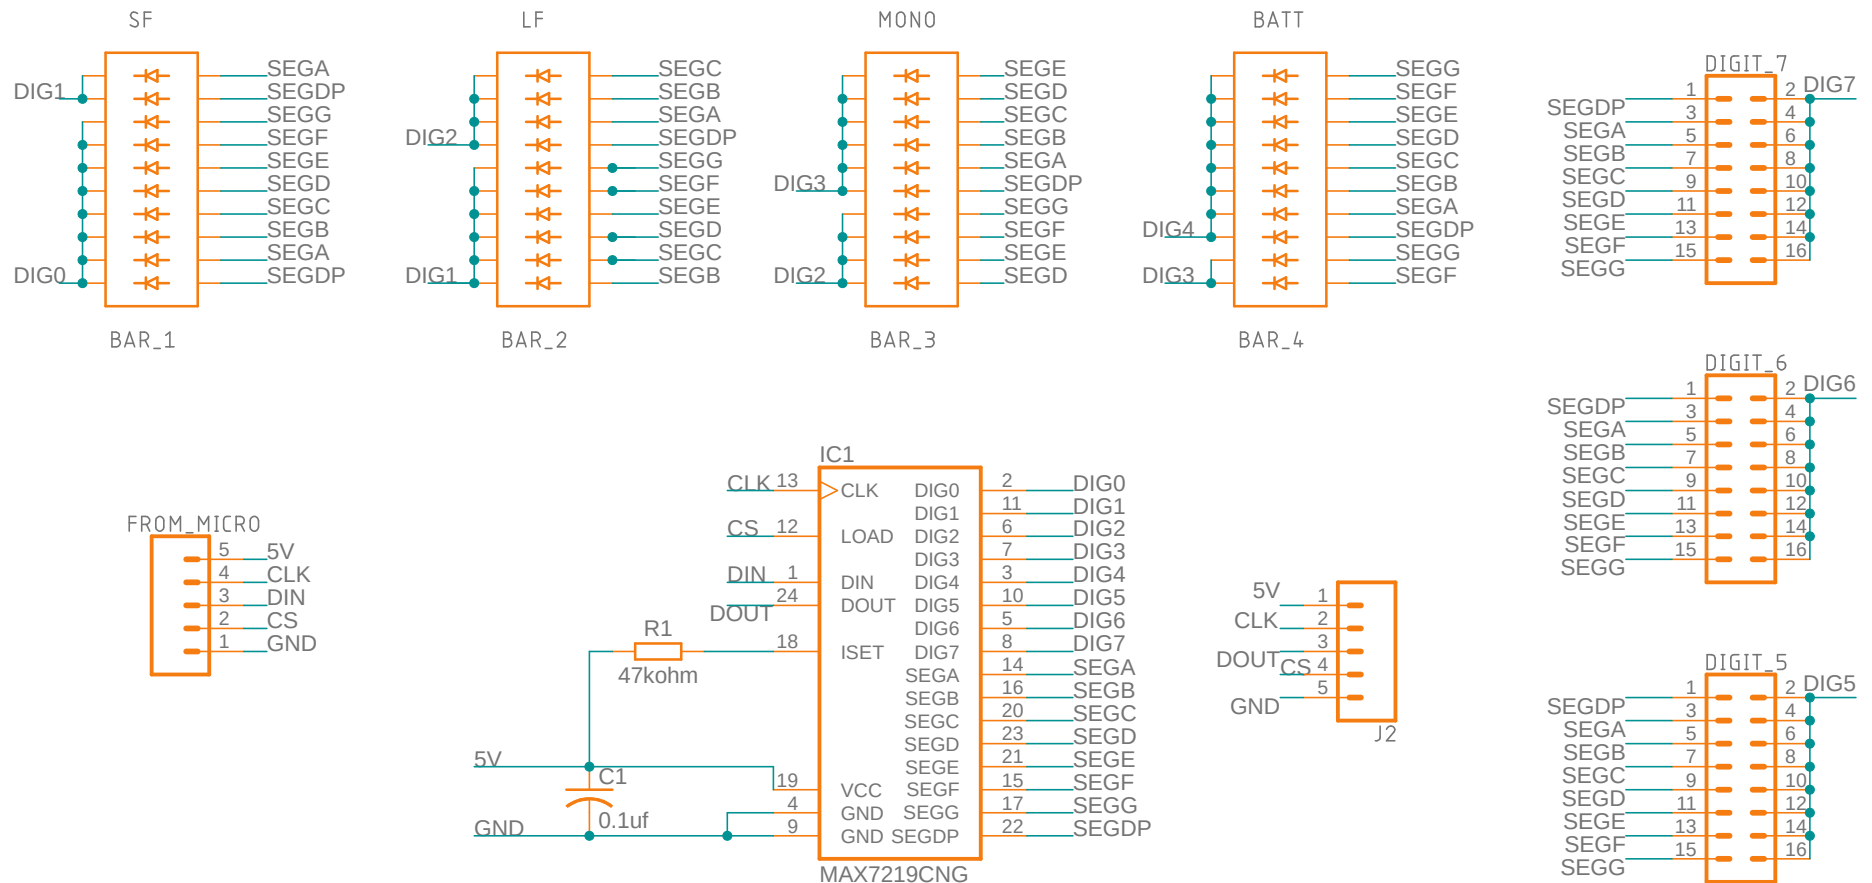 SF
DIG1
DIG0
SEGA
SEGDP
SEGG
SEGF
SEGE
SEGD
SEGC
SEGB
SEGA
SEGDP
BAR_1
LF
DIG2
DIG1
SEGC
SEGB
SEGA
SEGDP
SEGG
SEGF
SEGE
SEGD
SEGC
SEGB
BAR_2
MONO
DIG3
DIG2
SEGE
SEGD
SEGC
SEGB
SEGA
SEGDP
SEGG
SEGF
SEGE
SEGD
BAR_3
BATT
DIG4
DIG3
SEGG
SEGF
SEGE
SEGD
SEGC
SEGB
SEGA
SEGDP
SEGG
SEGF
BAR_4
DIGIT_7
SEGDP 1 2 DIG7
SEGA 3 4
SEGB 5 6
SEGC 7 8
SEGD 9 10
SEGE 11 12
SEGF 13 14
SEGG 15 16
DIGIT_6
SEGDP 1 2 DIG6
SEGA 3 4
SEGB 5 6
SEGC 7 8
SEGD 9 10
SEGE 11 12
SEGF 13 14
SEGG 15 16
DIGIT_5
SEGDP 1 2 DIG5
SEGA 3 4
SEGB 5 6
SEGC 7 8
SEGD 9 10
SEGE 11 12
SEGF 13 14
SEGG 15 16
FROM_MICRO
5 5V
4 CLK
3 DIN
2 CS
1 GND
IC1
CLK 13 CLK
CS 12 LOAD
DIN 1 DIN
DOUT 24 DOUT
R1
47kohm
18 ISET
5V
C1
0.1uf
GND
19 VCC
4 GND
9 GND
DIG0 2 DIG0
DIG1 11 DIG1
DIG2 6 DIG2
DIG3 7 DIG3
DIG4 3 DIG4
DIG5 10 DIG5
DIG6 5 DIG6
DIG7 8 DIG7
SEGA 14 SEGA
SEGB 16 SEGB
SEGC 20 SEGC
SEGD 23 SEGD
SEGE 21 SEGE
SEGF 15 SEGF
SEGG 17 SEGG
SEGDP 22 SEGDP
MAX7219CNG
5V 1
CLK 2
DOUT 3
CS 4
GND 5
J2